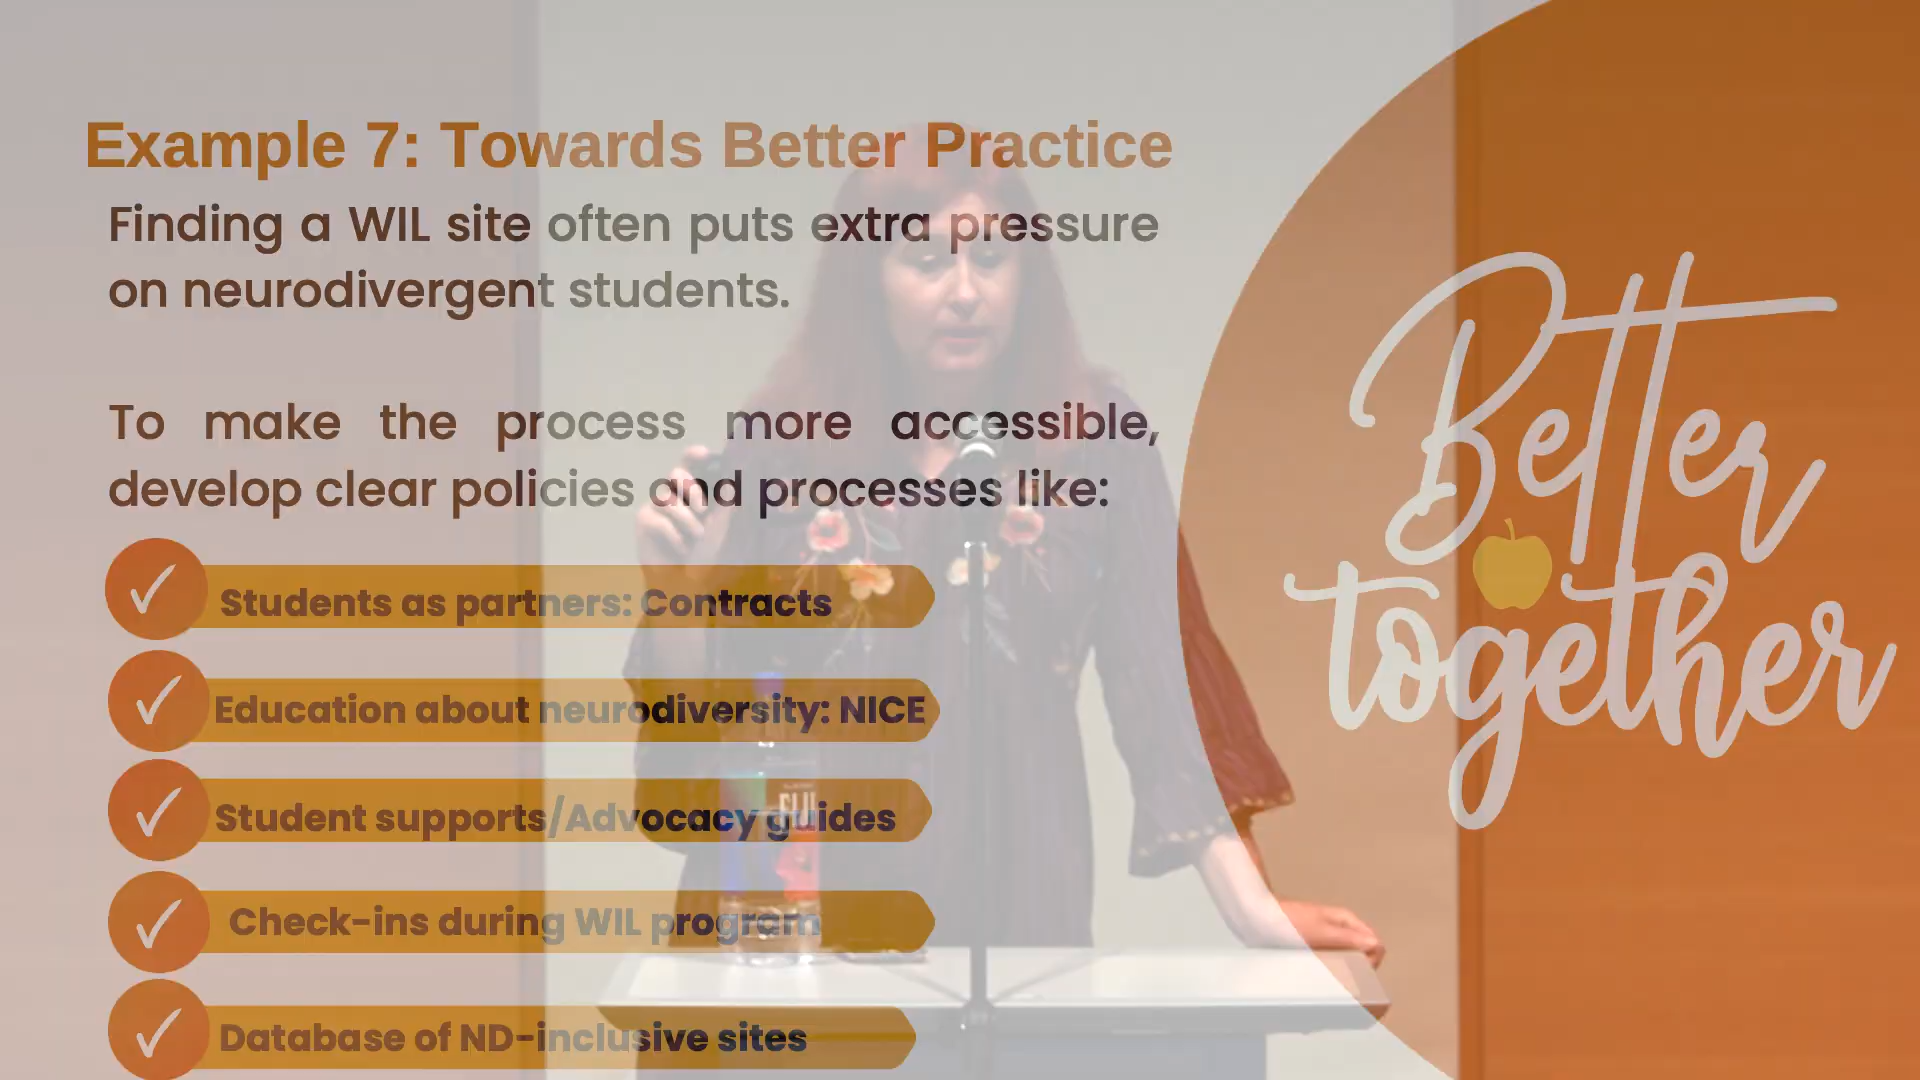 Example 7: Towards Better Practice
Finding a WIL site often puts extra pressure
on neurodivergent students.
To make the process more accessible,
develop clear policies and processes like:
Students as partners: Contracts
Education about neurodiversity: NICE
Student supports/Advocacy guides
Check-ins during WIL program
Database of ND-inclusive sites
Better
together
FIJI